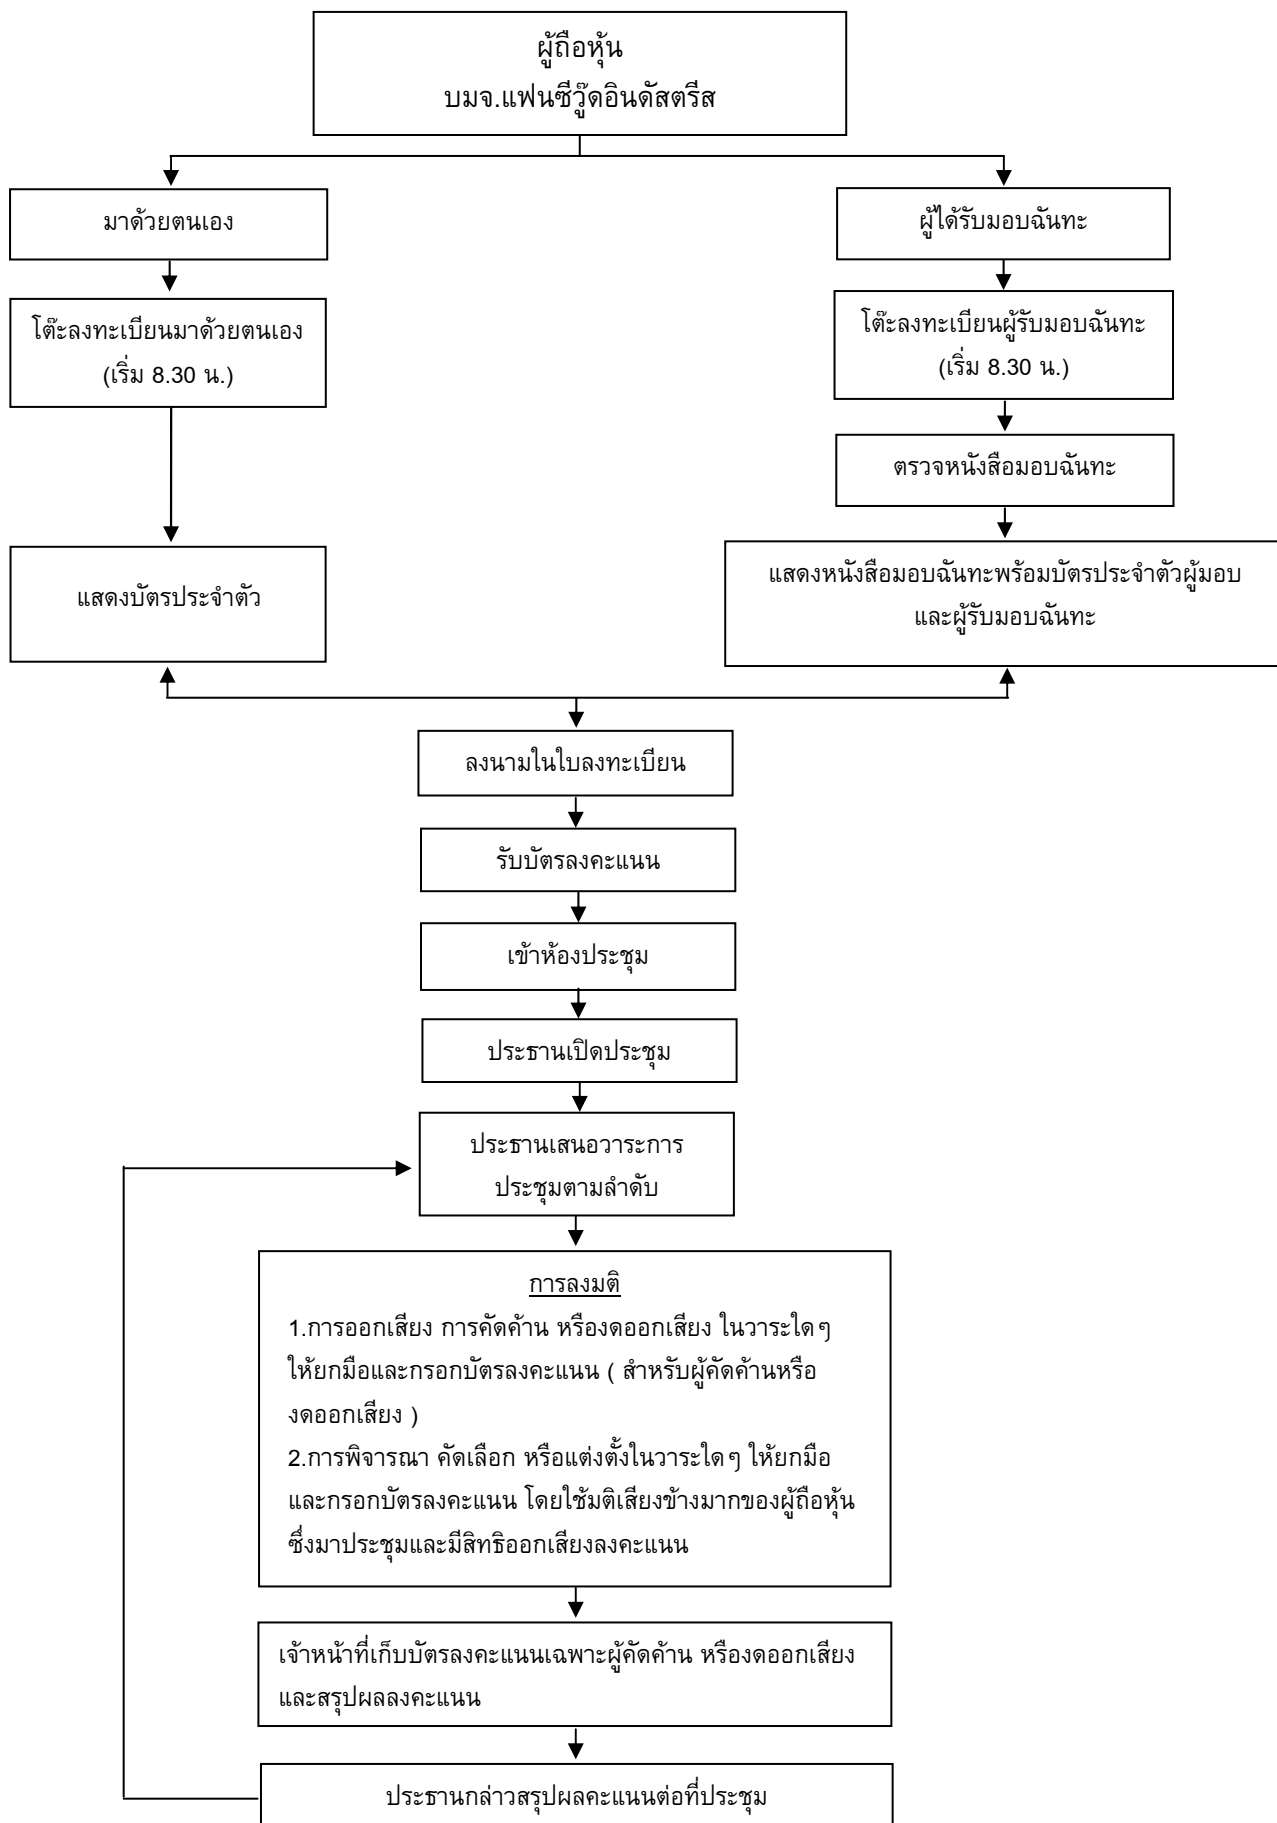 ผู้ถือหุ้น
บมจ.แฟนซีวู๊ดอินดัสตรีส
มาด้วยตนเอง
ผู้ได้รับมอบฉันทะ
โต๊ะลงทะเบียนมาด้วยตนเอง
(เริ่ม 8.30 น.)
โต๊ะลงทะเบียนผู้รับมอบฉันทะ
(เริ่ม 8.30 น.)
ตรวจหนังสือมอบฉันทะ
แสดงบัตรประจำตัว
แสดงหนังสือมอบฉันทะพร้อมบัตรประจำตัวผู้มอบ
และผู้รับมอบฉันทะ
ลงนามในใบลงทะเบียน
รับบัตรลงคะแนน
เข้าห้องประชุม
ประธานเปิดประชุม
ประธานเสนอวาระการ
ประชุมตามลำดับ
การลงมติ
1.การออกเสียง การคัดค้าน หรืองดออกเสียง ในวาระใด ๆ
ให้ยกมือและกรอกบัตรลงคะแนน ( สำหรับผู้คัดค้านหรือ
งดออกเสียง )
2.การพิจารณา คัดเลือก หรือแต่งตั้งในวาระใด ๆ ให้ยกมือ
และกรอกบัตรลงคะแนน โดยใช้มติเสียงข้างมากของผู้ถือหุ้น
ซึ่งมาประชุมและมีสิทธิออกเสียงลงคะแนน
เจ้าหน้าที่เก็บบัตรลงคะแนนเฉพาะผู้คัดค้าน หรืองดออกเสียง
และสรุปผลลงคะแนน
ประธานกล่าวสรุปผลคะแนนต่อที่ประชุม